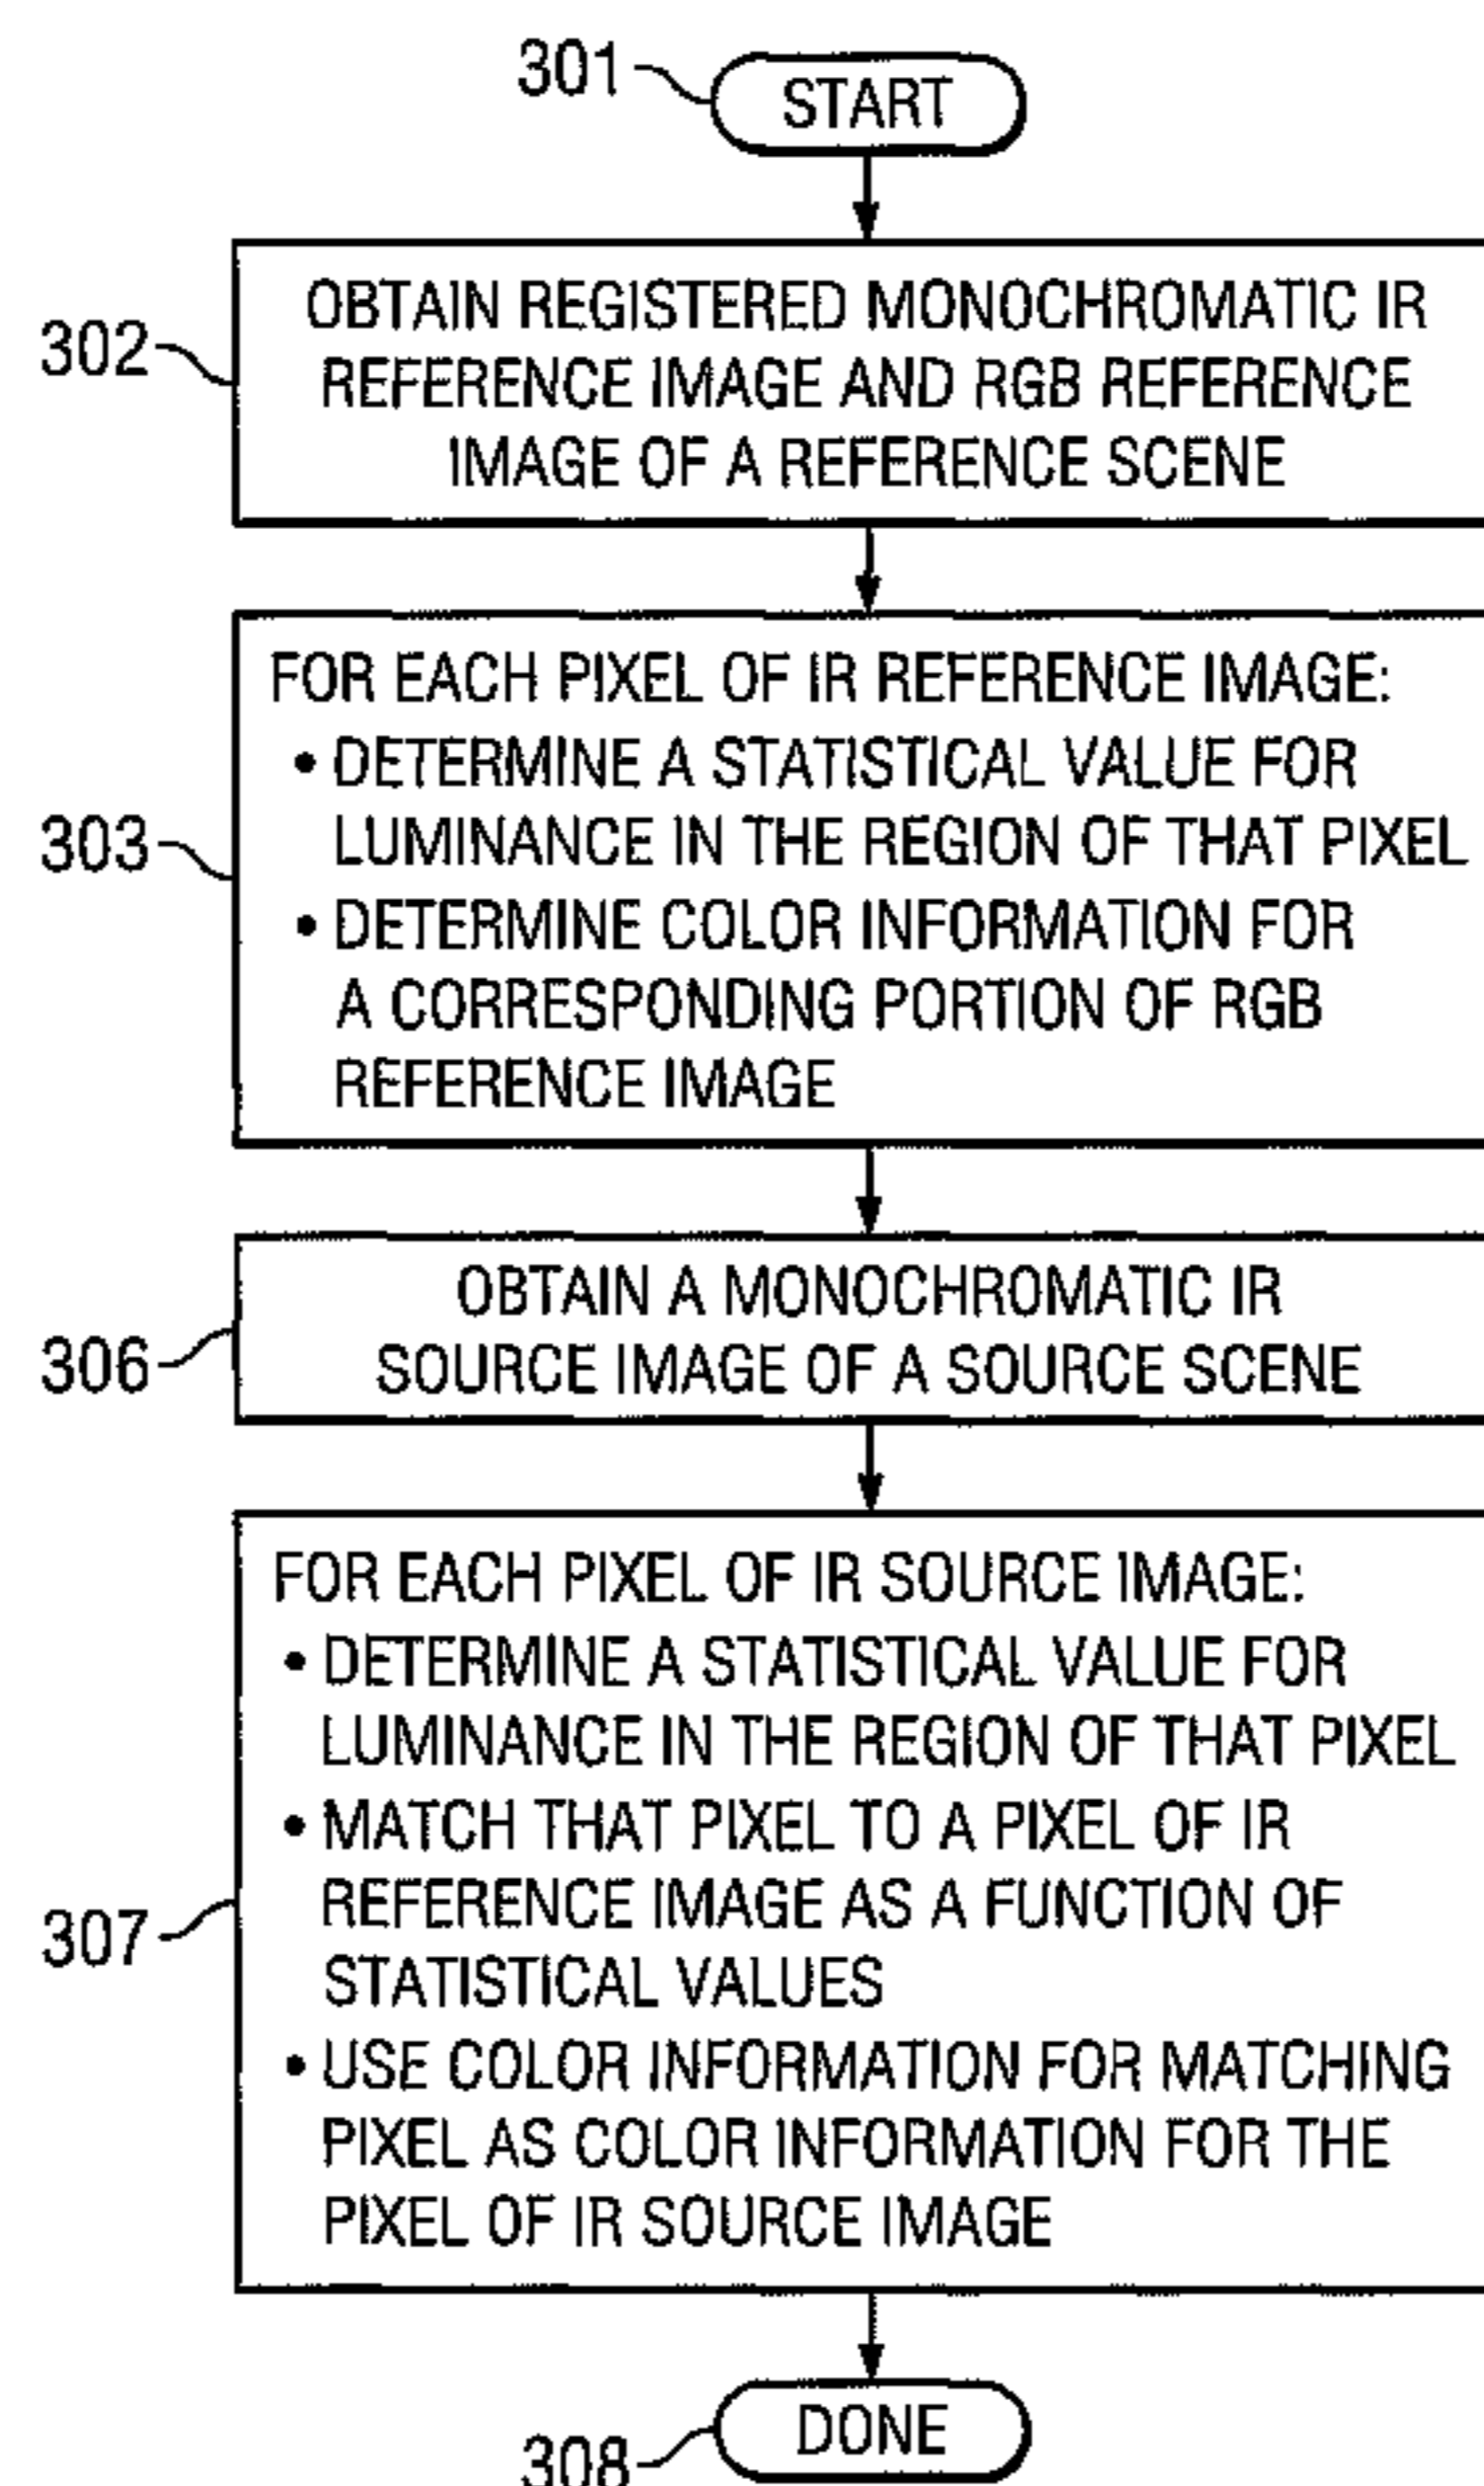 301
START
302
OBTAIN REGISTERED MONOCHROMATIC IR
REFERENCE IMAGE AND RGB REFERENCE
IMAGE OF A REFERENCE SCENE
303
FOR EACH PIXEL OF IR REFERENCE IMAGE:
• DETERMINE A STATISTICAL VALUE FOR
LUMINANCE IN THE REGION OF THAT PIXEL
• DETERMINE COLOR INFORMATION FOR
A CORRESPONDING PORTION OF RGB
REFERENCE IMAGE
306
OBTAIN A MONOCHROMATIC IR
SOURCE IMAGE OF A SOURCE SCENE
307
FOR EACH PIXEL OF IR SOURCE IMAGE:
• DETERMINE A STATISTICAL VALUE FOR
LUMINANCE IN THE REGION OF THAT PIXEL
• MATCH THAT PIXEL TO A PIXEL OF IR
REFERENCE IMAGE AS A FUNCTION OF
STATISTICAL VALUES
• USE COLOR INFORMATION FOR MATCHING
PIXEL AS COLOR INFORMATION FOR THE
PIXEL OF IR SOURCE IMAGE
308
DONE